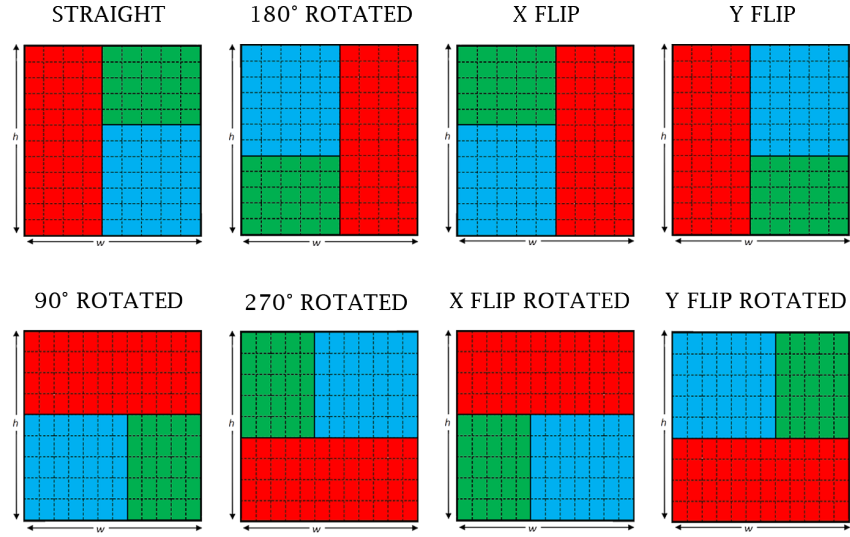 STRAIGHT 180° ROTATED X FLIP Y FLIP
h h h h
w w w w
90° ROTATED 270° ROTATED X FLIP ROTATED Y FLIP ROTATED
h h h h
w w w w